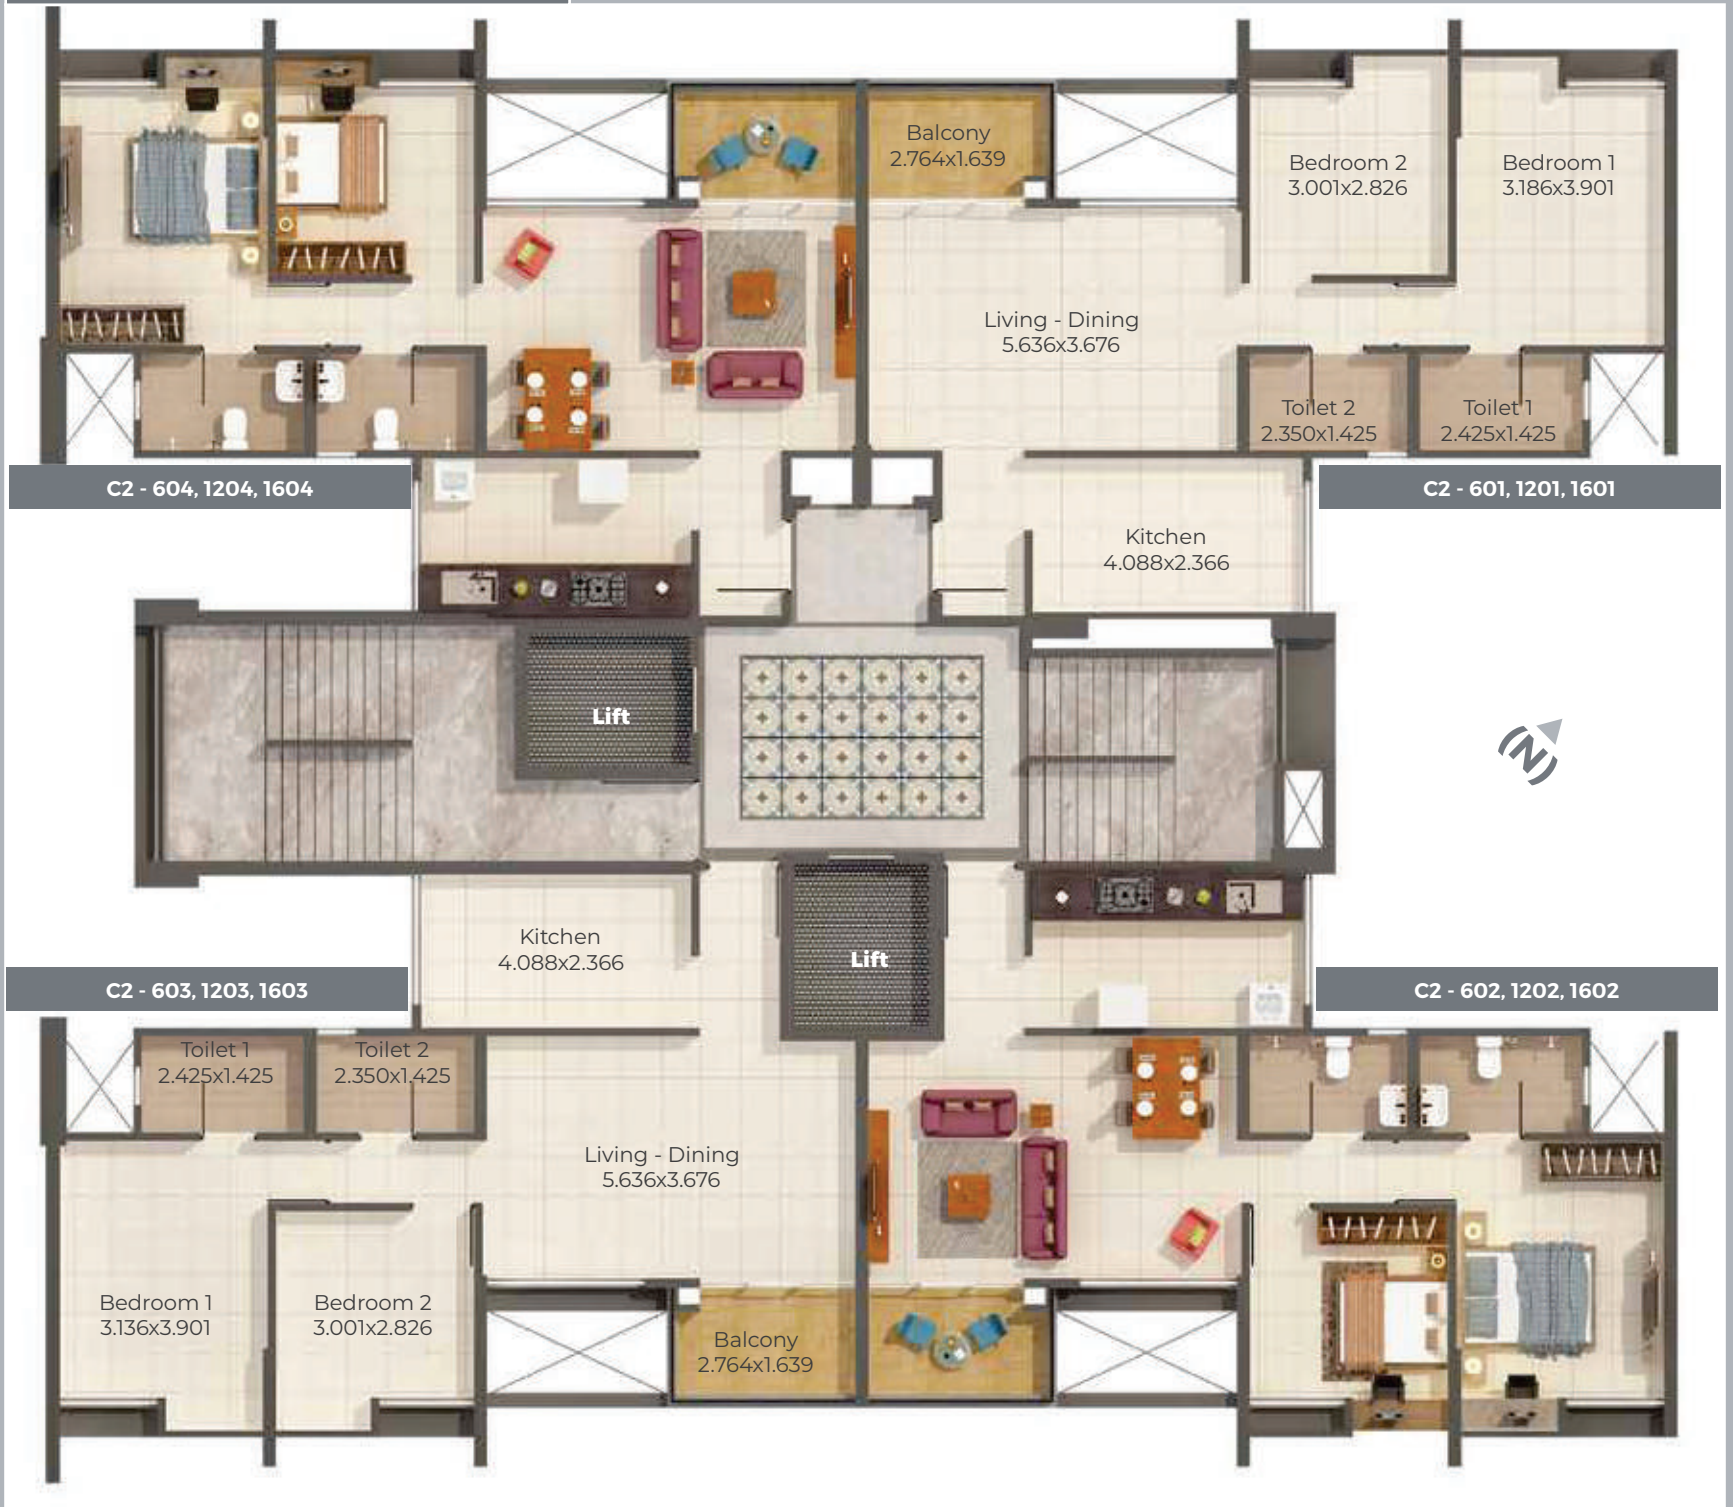 Balcony
2.764x1.639
Bedroom 2
3.001x2.826
Bedroom 1
3.186x3.901
Living - Dining
5.636x3.676
Toilet 2
2.350x1.425
Toilet 1
2.425x1.425
C2 - 604, 1204, 1604
C2 - 601, 1201, 1601
Kitchen
4.088x2.366
Lift
N
Kitchen
4.088x2.366
Lift
C2 - 603, 1203, 1603
C2 - 602, 1202, 1602
Toilet 1
2.425x1.425
Toilet 2
2.350x1.425
Living - Dining
5.636x3.676
Bedroom 1
3.136x3.901
Bedroom 2
3.001x2.826
Balcony
2.764x1.639